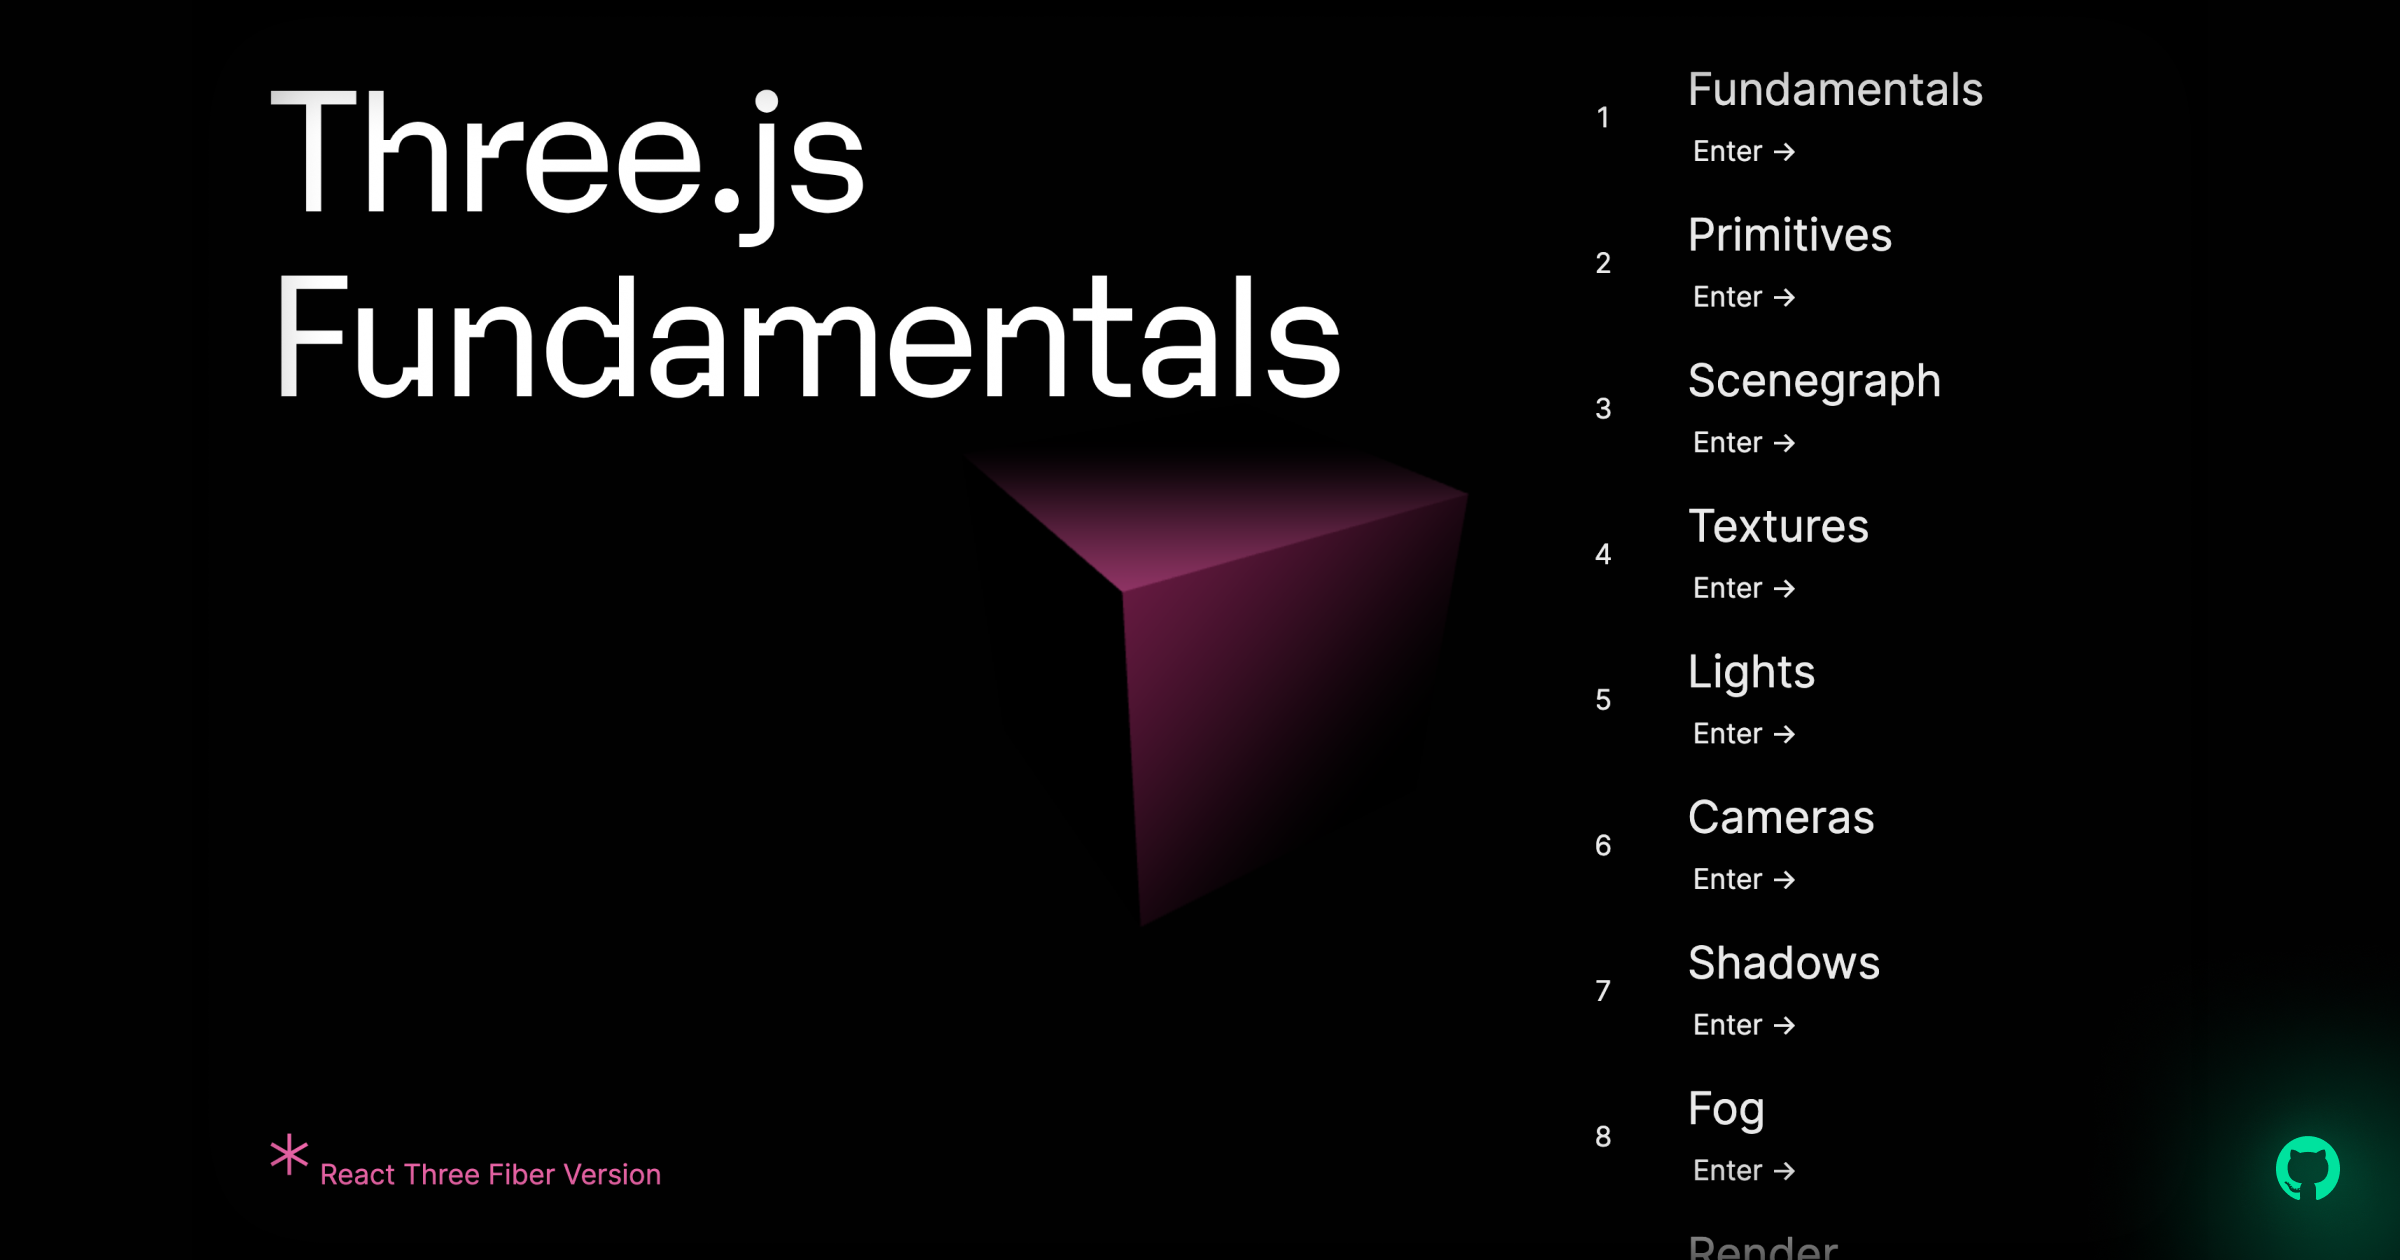 Three.js
Fundamentals
React Three Fiber Version
1
Fundamentals
Enter →
2
Primitives
Enter →
3
Scenegraph
Enter →
4
Textures
Enter →
5
Lights
Enter →
6
Cameras
Enter →
7
Shadows
Enter →
8
Fog
Enter →
Render